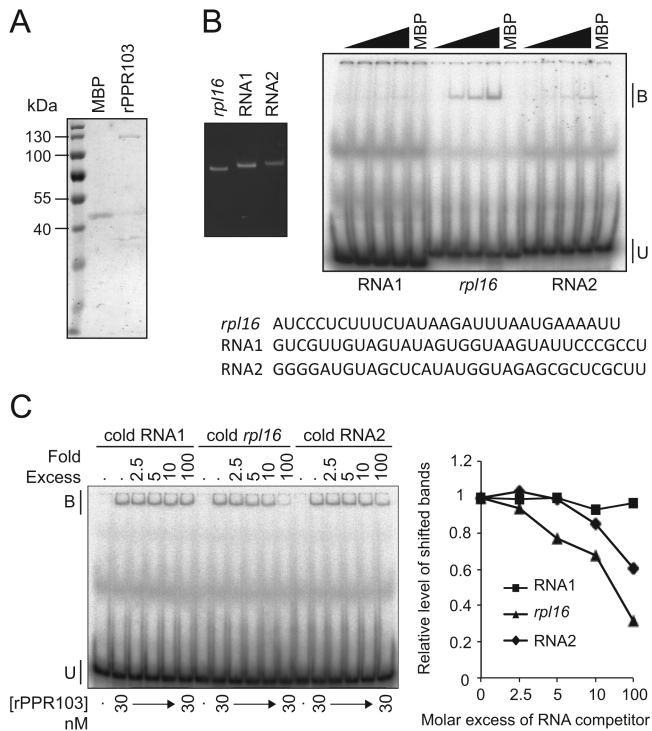 A
kDa
MBP
rPPR103
130
100
55
40
B
rpl16
RNA1
RNA2
MBP
MBP
MBP
B
U
RNA1 rpl16 RNA2
rpl16 AUCCCUCUUUCUAUAAGAUUUAAUGAAAAUU
RNA1 GUCGUUGUAGUAUAGUGGUAAGUAUUCCCGCCU
RNA2 GGGGAUGUAGCUCAUAUGGUAGAGCGCUCGCUU
C
cold RNA1 cold rpl16 cold RNA2
Fold Excess · · 2.5 5 10 100 · · 2.5 5 10 100 · · 2.5 5 10 100
B
U
[rPPR103] nM · 30 30 · 30 30 · 30 30
Relative level of shifted bands
1.2
1
0.8
0.6
0.4
0.2
0
RNA1
rpl16
RNA2
0 2.5 5 10 100
Molar excess of RNA competitor